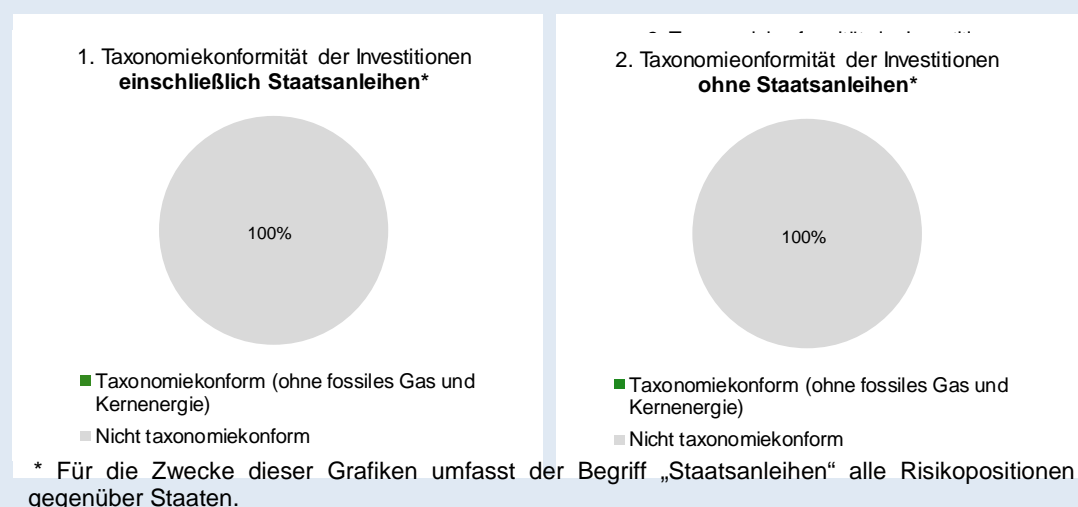 1. Taxonomiekonformität der Investitionen
einschließlich Staatsanleihen*
100%
Taxonomiekonform (ohne fossiles Gas und
Kernenergie)
Nicht taxonomiekonform
2. Taxonomieonformität der Investitionen
ohne Staatsanleihen*
100%
Taxonomiekonform (ohne fossiles Gas und
Kernenergie)
Nicht taxonomiekonform
* Für die Zwecke dieser Grafiken umfasst der Begriff „Staatsanleihen“ alle Risikopositionen
gegenüber Staaten.